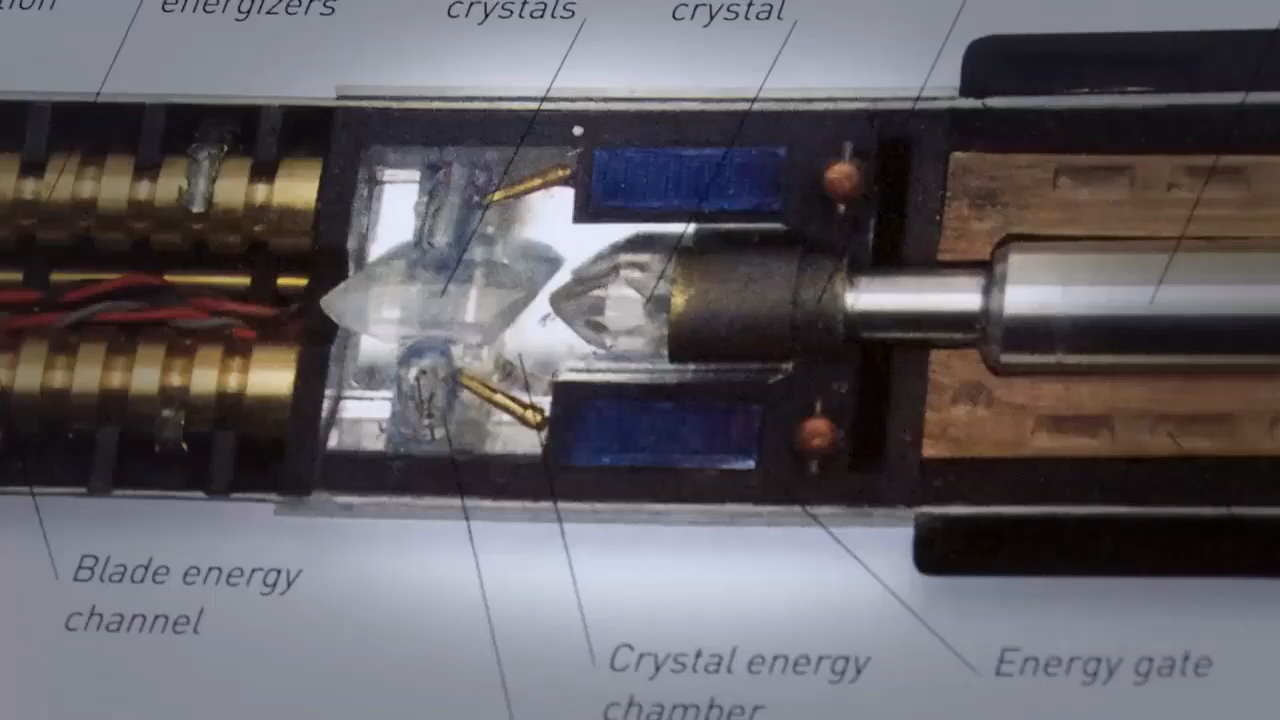 energizers
crystals
crystal
Blade energy
channel
Crystal energy
chamber
Energy gate